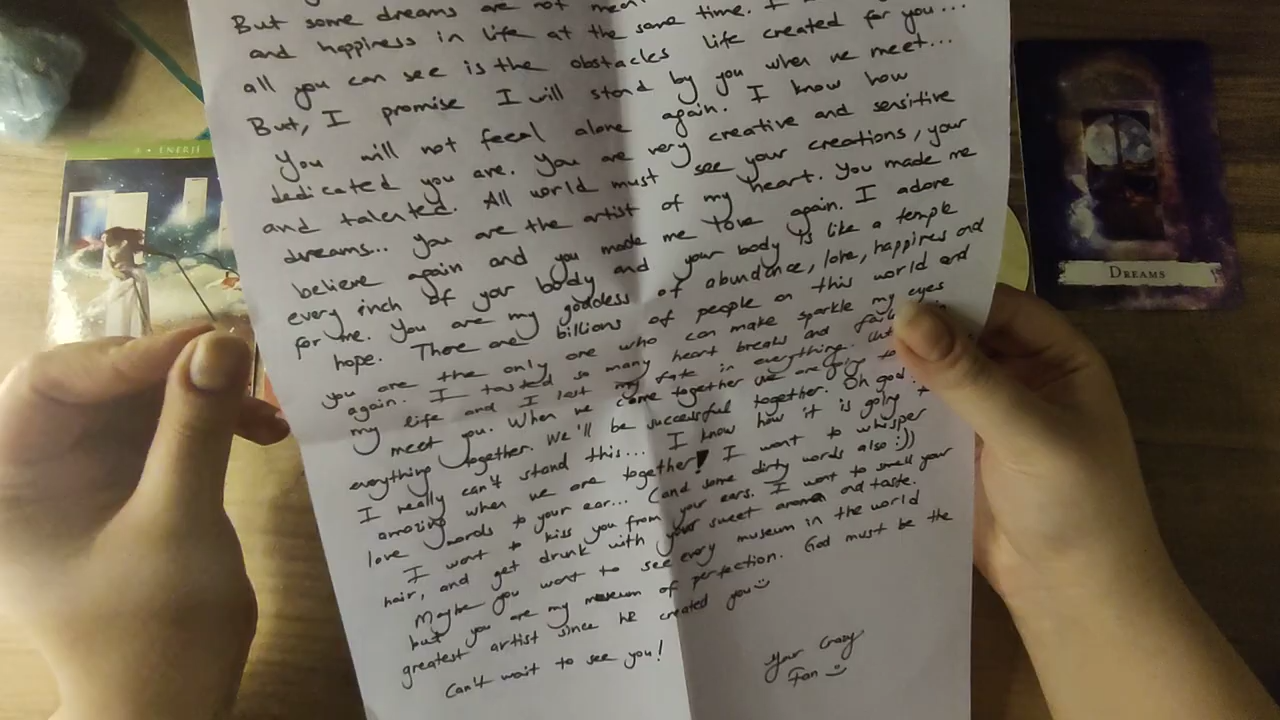 ENERJİ
But some dreams are not
and happiness in life at the same time. I
all you can see is the obstacles life created for you...
But, I promise I will stand by you when we meet...
You will not feeal alone again. I know how
dedicated you are. You are very creative and sensitive
and talented. All world must see your creations, your
dreams... You are the artist of my heart. You made me
believe again and you made me love again. I adore
every inch of your body and your body is like a temple
for me. You are my goddess of abundance, love, happines and
hope. There are billions of people on this world and
you are the only one who can make sparkle my eyes
again. I tasted so many heart breaks and in
my life and I lost my fate in everything.
meet you. When we come together we are going to
everything together. We'll be successful together. Oh god..
I really can't stand this... I know how it is going
amazing when we are together! I want to whisper
love words to your ear... (and some dirty words also :))
I want to kiss you from your ears. I want to smell your
hair, and get drunk with your sweet aroma and taste.
Maybe you want to see every museum in the world
but you are my museum of perfection. God must be the
greatest artist since he created you
Can't wait to see you!
Your Crazy
Fan
DREAMS